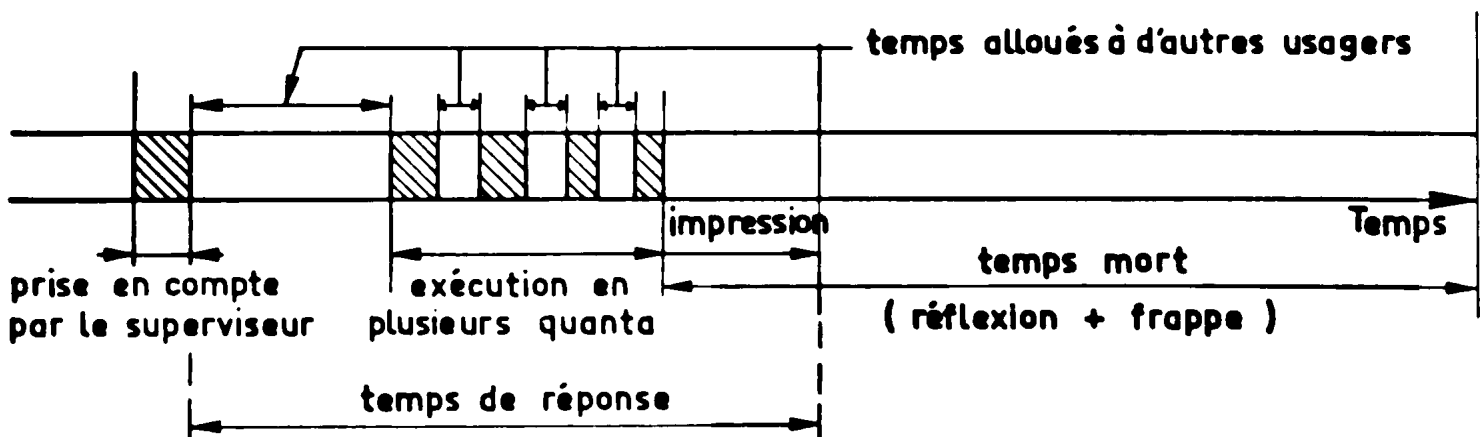 temps alloués à d'autres usagers
impression
Temps
prise en compte
par le superviseur
exécution en
plusieurs quanta
temps mort
( réflexion + frappe )
temps de réponse